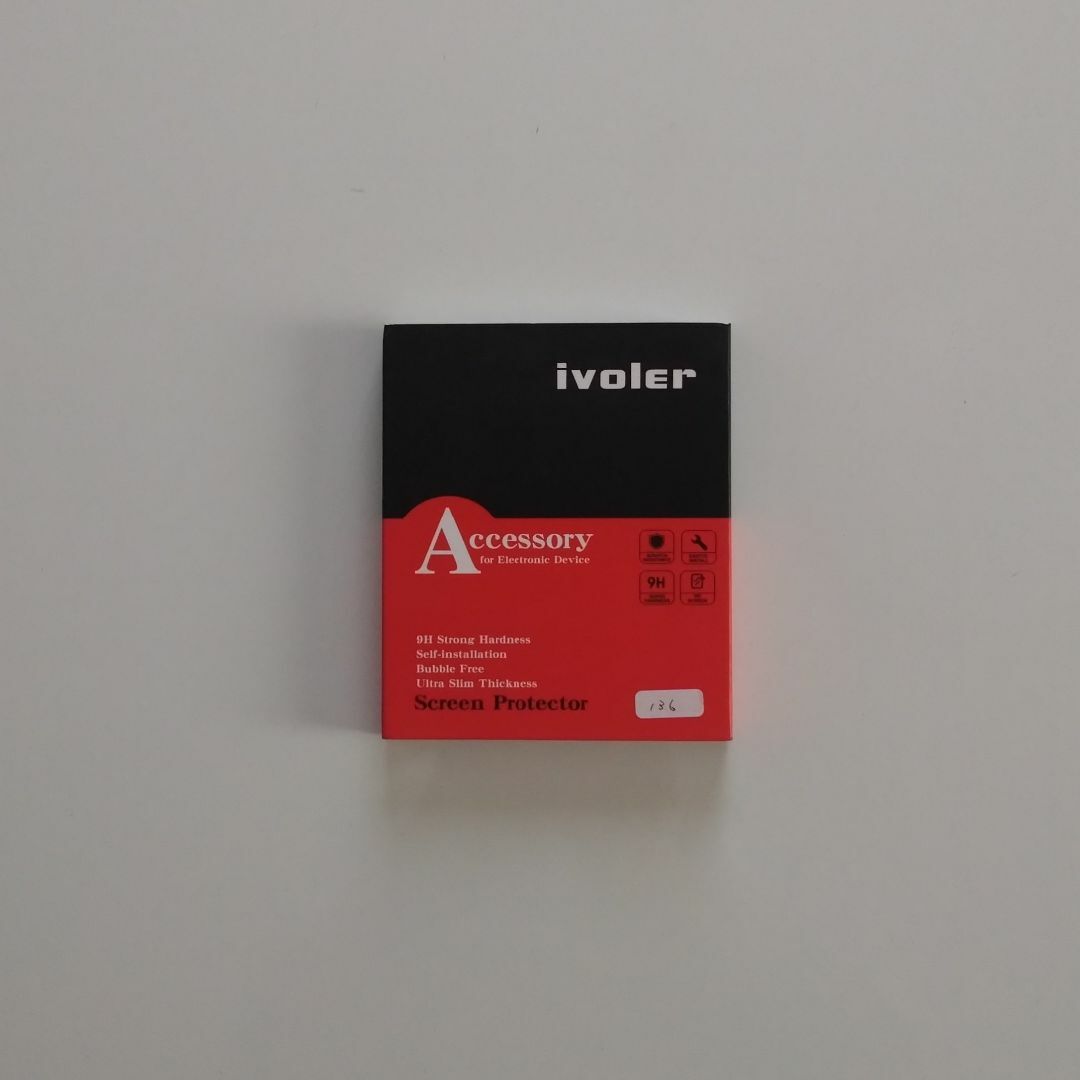 ivoler
Accessory
for Electronic Device
9H
9H Strong Hardness
Self-installation
Bubble Free
Ultra Slim Thickness
Screen Protector
136